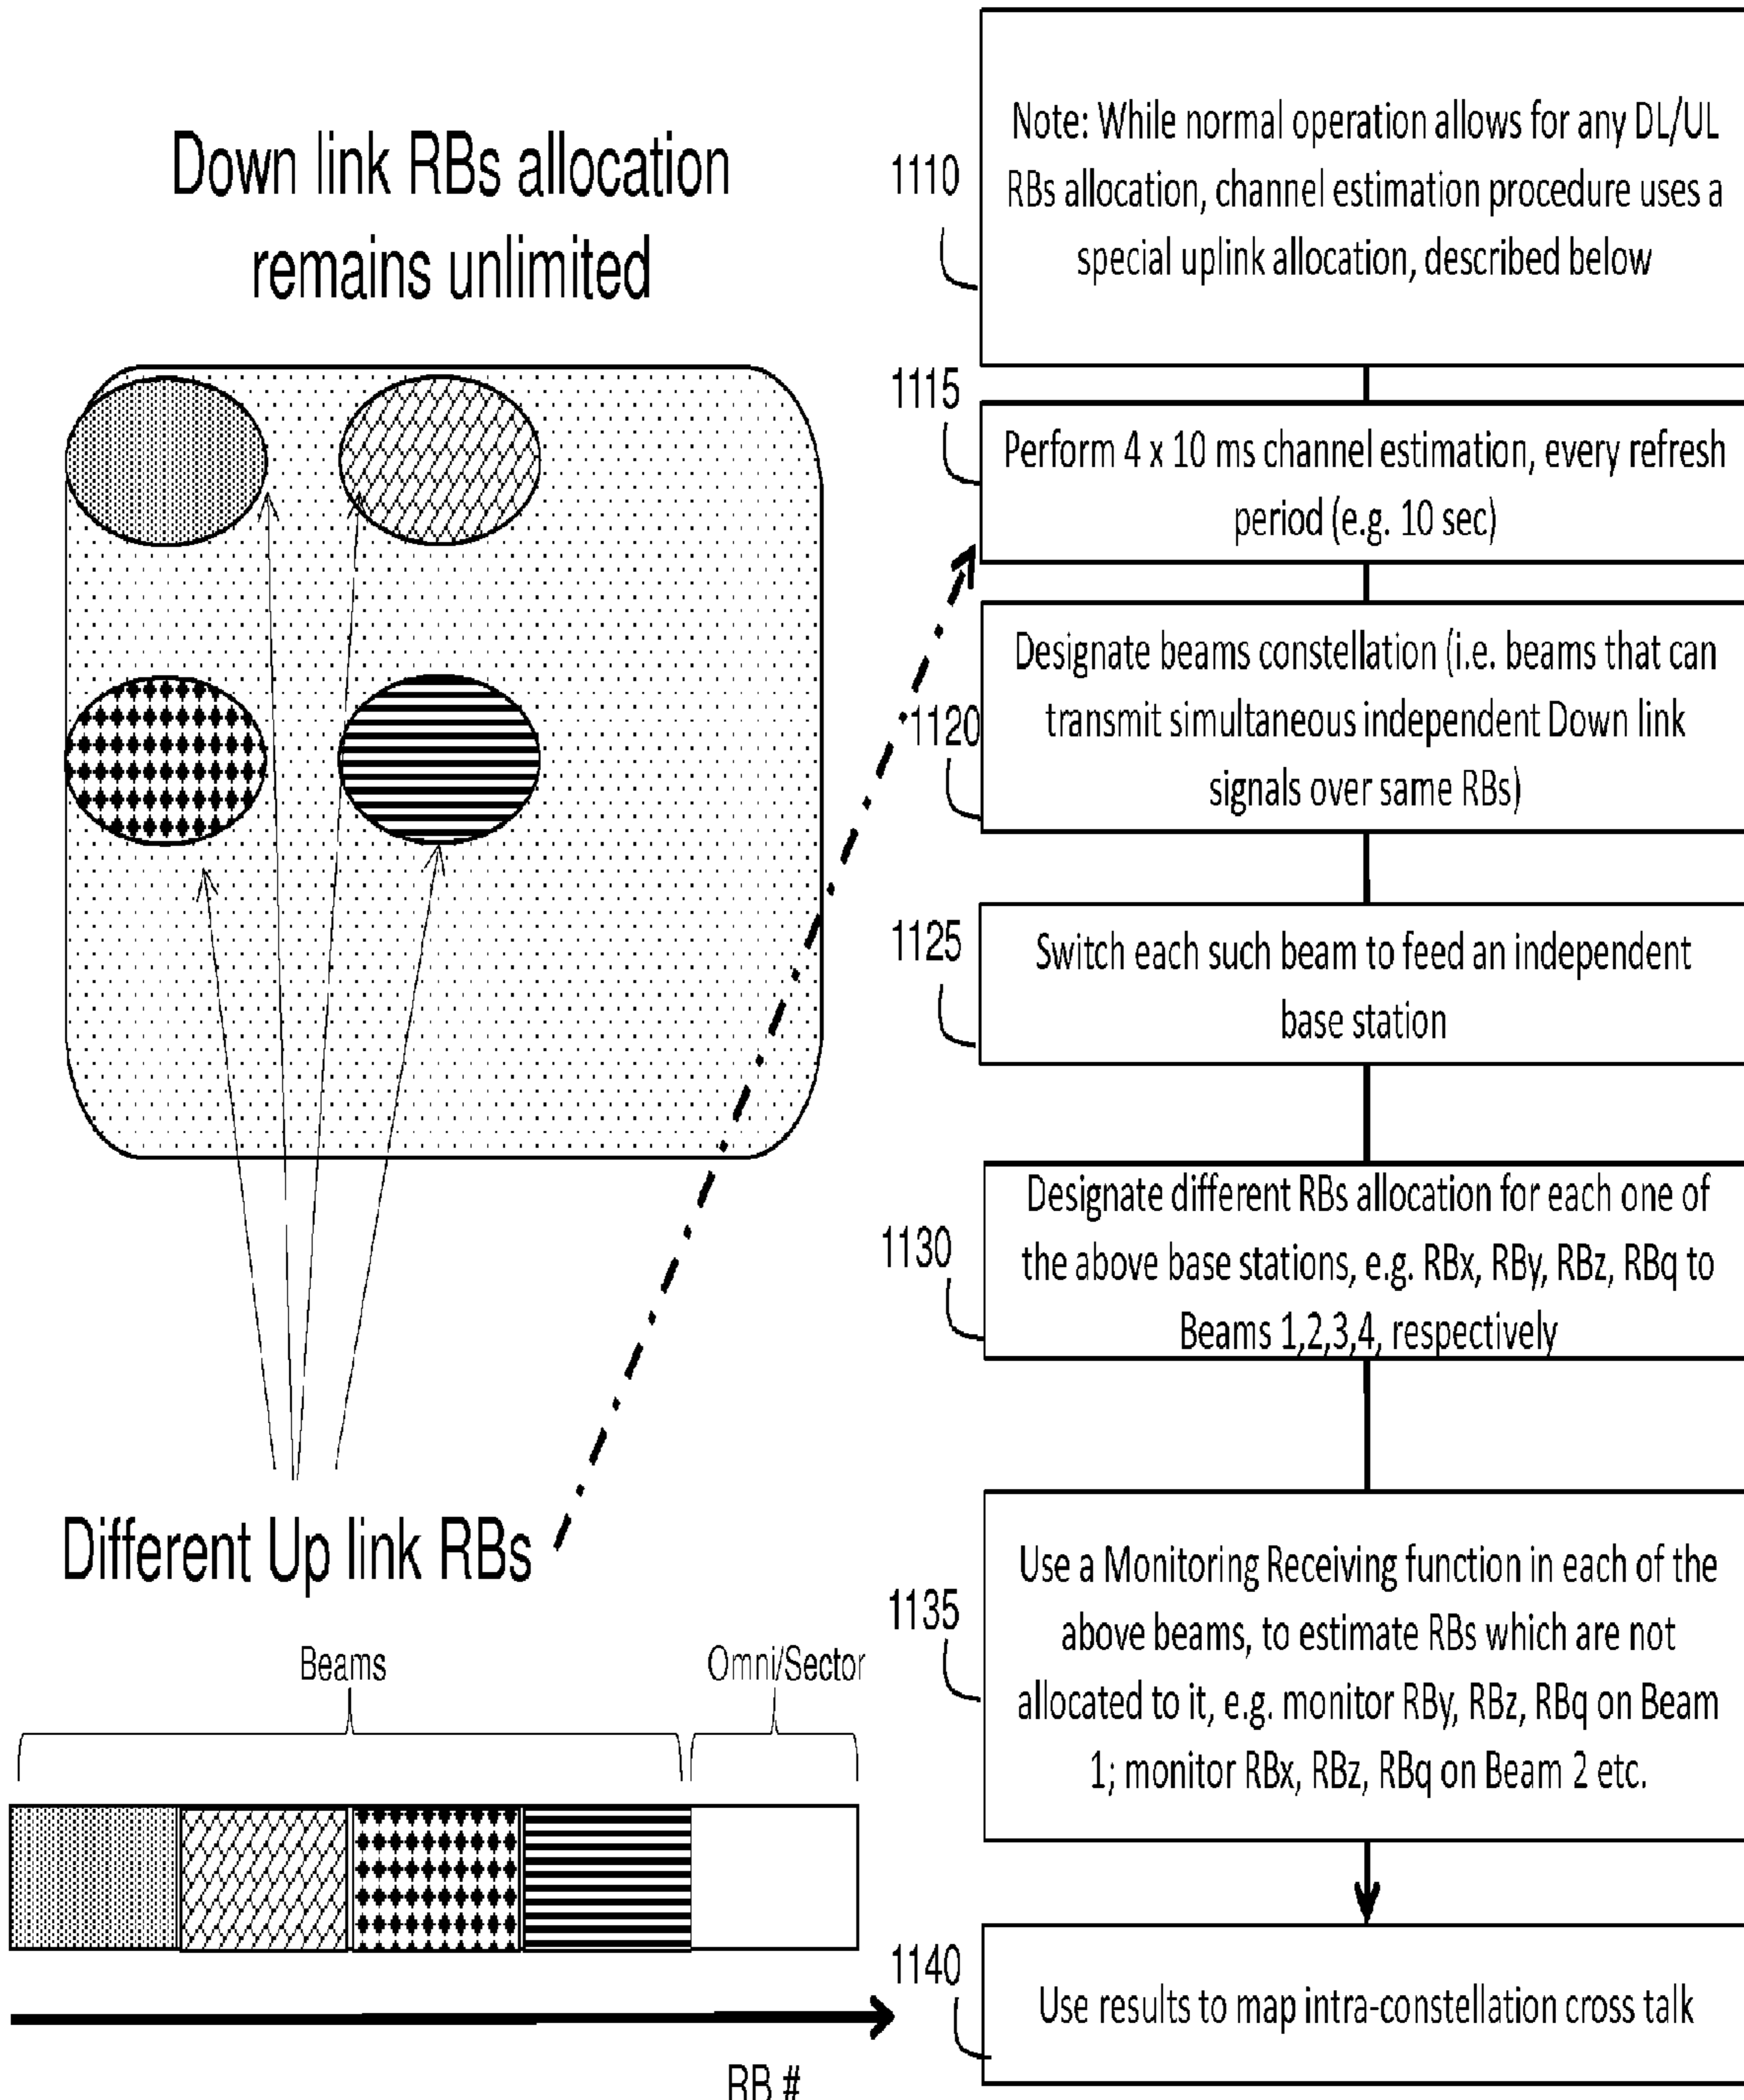 Down link RBs allocation
remains unlimited
Different Up link RBs
Beams
Omni/Sector
RB #
1110
Note: While normal operation allows for any DL/UL
RBs allocation, channel estimation procedure uses a
special uplink allocation, described below
1115
Perform 4 x 10 ms channel estimation, every refresh
period (e.g. 10 sec)
1120
Designate beams constellation (i.e. beams that can
transmit simultaneous independent Down link
signals over same RBs)
1125
Switch each such beam to feed an independent
base station
1130
Designate different RBs allocation for each one of
the above base stations, e.g. RBx, RBy, RBz, RBq to
Beams 1,2,3,4, respectively
1135
Use a Monitoring Receiving function in each of the
above beams, to estimate RBs which are not
allocated to it, e.g. monitor RBy, RBz, RBq on Beam
1; monitor RBx, RBz, RBq on Beam 2 etc.
1140
Use results to map intra-constellation cross talk